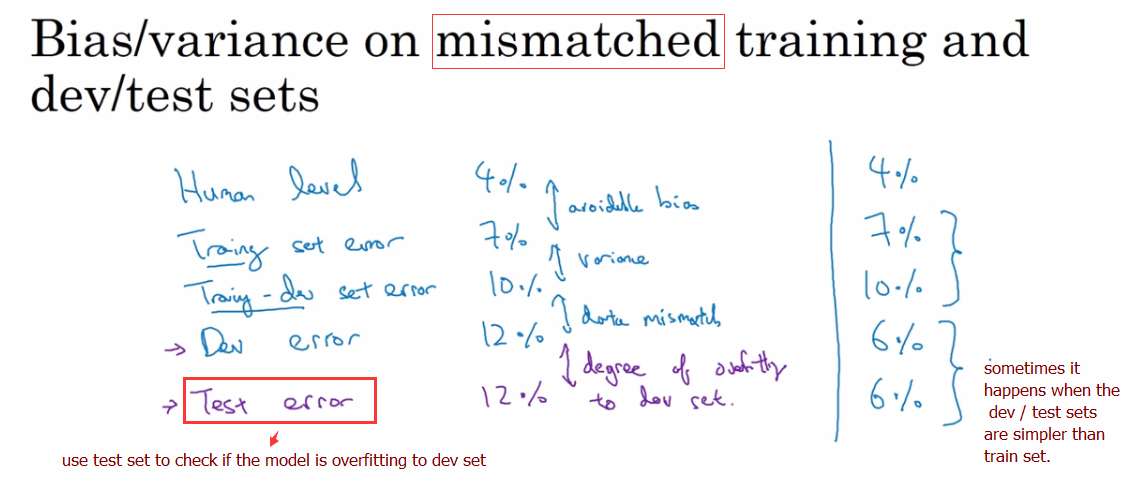 Bias/variance on mismatched training and
dev/test sets
Human level 4% 4%
avoidable bias
Training set error 7% 7%
variance
Training-dev set error 10% 10%
data mismatch
→ Dev error 12% 6%
degree of overfitting
→ Test error 12% to dev set. 6%
sometimes it
happens when the
dev / test sets
are simpler than
train set.
use test set to check if the model is overfitting to dev set